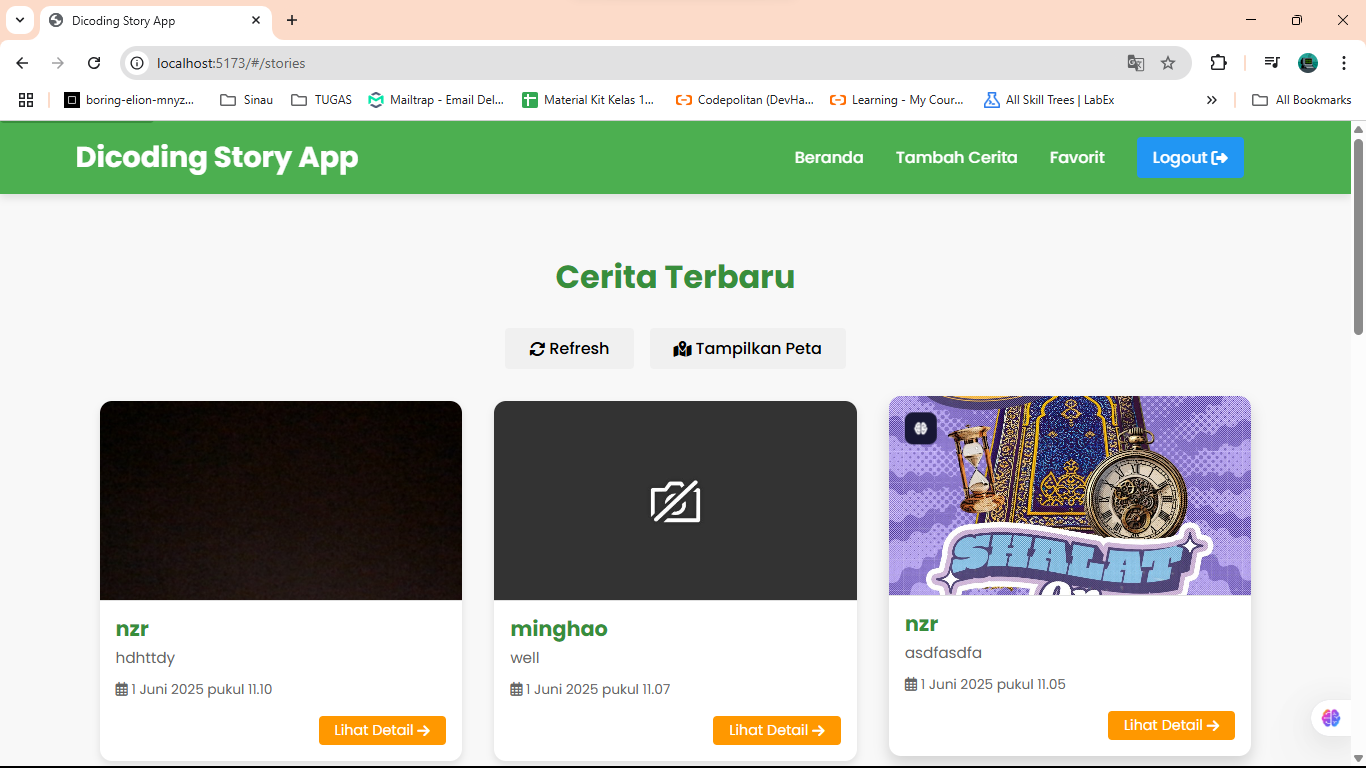 Dicoding Story App
localhost:5173/#/stories
boring-elion-mnyz...
Sinau
TUGAS
Mailtrap - Email Del...
Material Kit Kelas 1...
Codepolitan (DevHa...
Learning - My Cour...
All Skill Trees | LabEx
All Bookmarks
Dicoding Story App
Beranda
Tambah Cerita
Favorit
Logout
Cerita Terbaru
Refresh
Tampilkan Peta
SHALAT
On
nzr
hdhttdy
1 Juni 2025 pukul 11.10
Lihat Detail
minghao
well
1 Juni 2025 pukul 11.07
Lihat Detail
nzr
asdfasdfa
1 Juni 2025 pukul 11.05
Lihat Detail